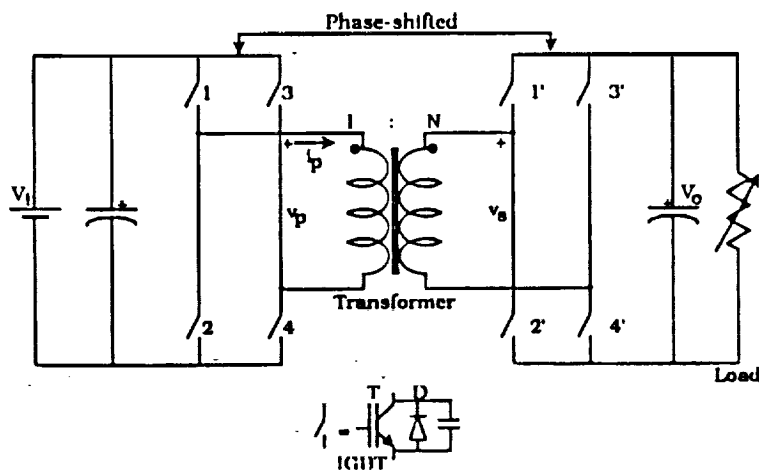 Phase-shifted
1 3 1' 3'
1 : N
+ i_p +
V_i + + V_o
v_p v_s
Transformer
2 4 2' 4'
Load
T D
=
IGBT